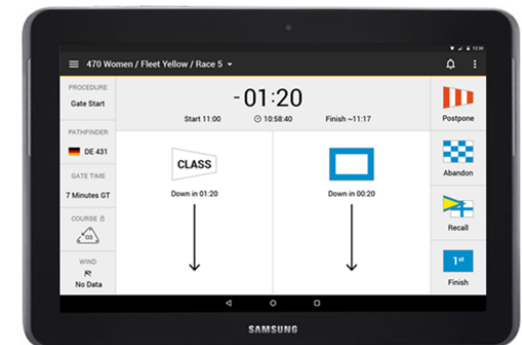 10:58
470 Women / Fleet Yellow / Race 5
PROCEDURE
Gate Start
PATHFINDER
DE 431
GATE TIME
7 Minutes GT
COURSE
WIND
No Data
-01:20
Start 11:00
10:58:40
Finish ~11:17
CLASS
Down in 01:20
Down in 00:20
Postpone
Abandon
Recall
1st
Finish
SAMSUNG